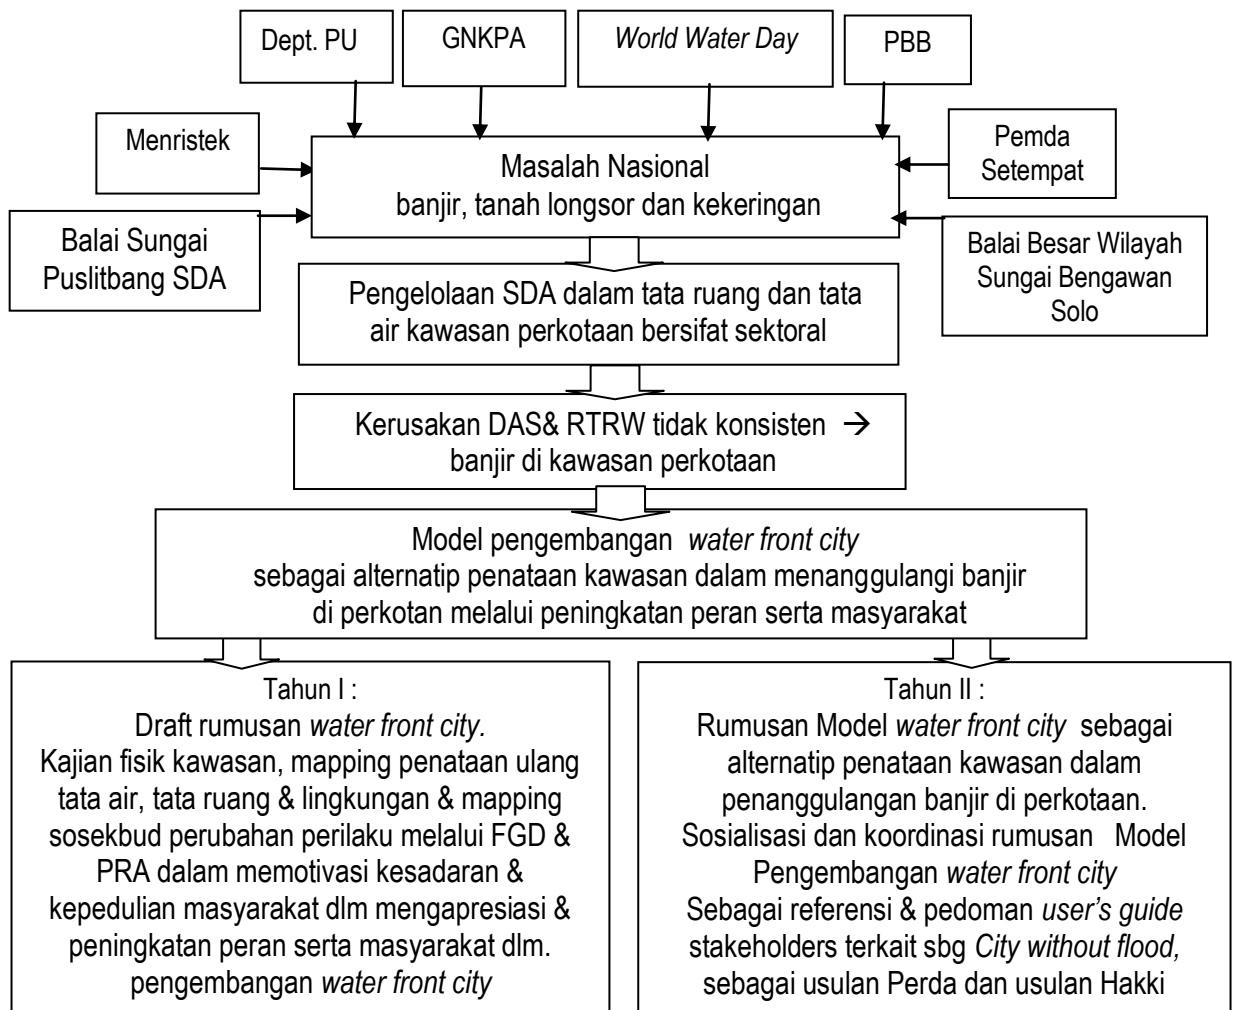 Dept. PU
GNKPA
World Water Day
PBB
Menristek
Masalah Nasional
banjir, tanah longsor dan kekeringan
Pemda
Setempat
Balai Sungai
Puslitbang SDA
Balai Besar Wilayah
Sungai Bengawan
Solo
Pengelolaan SDA dalam tata ruang dan tata
air kawasan perkotaan bersifat sektoral
Kerusakan DAS& RTRW tidak konsisten →
banjir di kawasan perkotaan
Model pengembangan water front city
sebagai alternatip penataan kawasan dalam menanggulangi banjir
di perkotan melalui peningkatan peran serta masyarakat
Tahun I :
Draft rumusan water front city.
Kajian fisik kawasan, mapping penataan ulang
tata air, tata ruang & lingkungan & mapping
sosekbud perubahan perilaku melalui FGD &
PRA dalam memotivasi kesadaran &
kepedulian masyarakat dlm mengapresiasi &
peningkatan peran serta masyarakat dlm.
pengembangan water front city
Tahun II :
Rumusan Model water front city sebagai
alternatip penataan kawasan dalam
penanggulangan banjir di perkotaan.
Sosialisasi dan koordinasi rumusan Model
Pengembangan water front city
Sebagai referensi & pedoman user's guide
stakeholders terkait sbg City without flood,
sebagai usulan Perda dan usulan Hakki